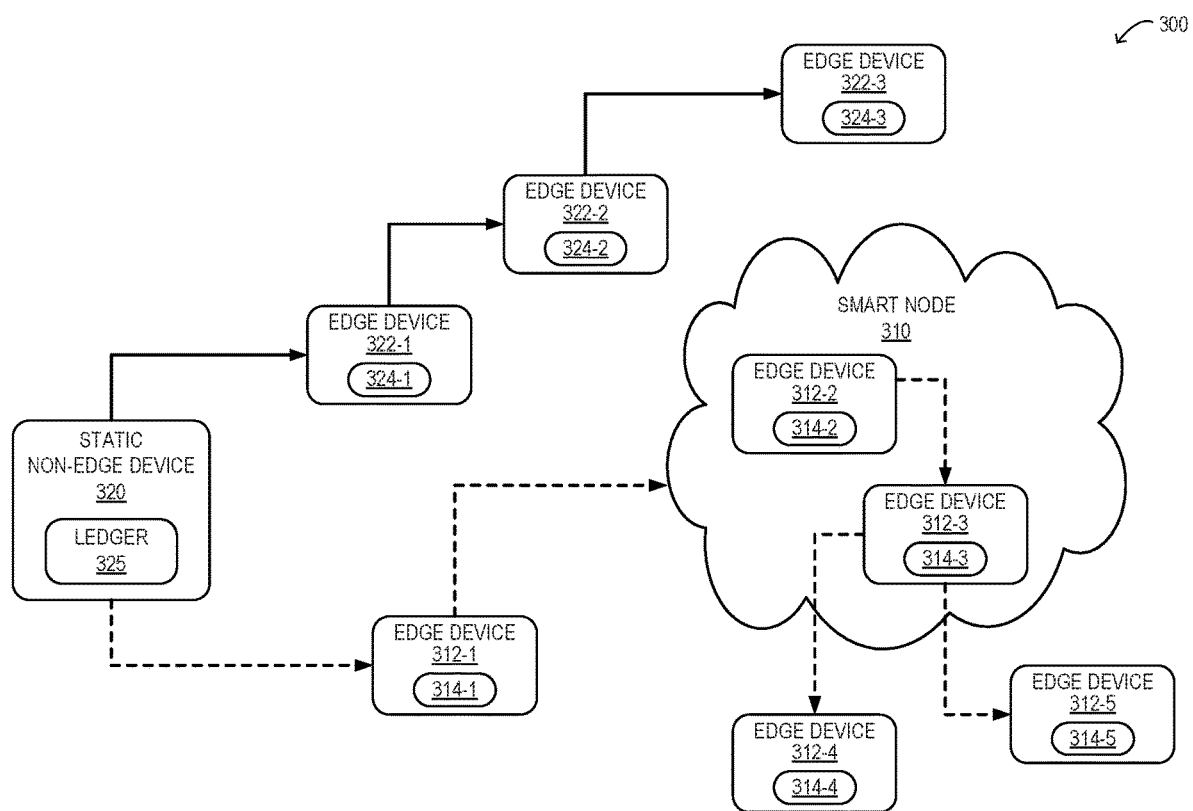 300
EDGE DEVICE
322-3
324-3
EDGE DEVICE
322-2
324-2
EDGE DEVICE
322-1
324-1
SMART NODE
310
EDGE DEVICE
312-2
314-2
STATIC
NON-EDGE DEVICE
320
LEDGER
325
EDGE DEVICE
312-3
314-3
EDGE DEVICE
312-1
314-1
EDGE DEVICE
312-5
314-5
EDGE DEVICE
312-4
314-4